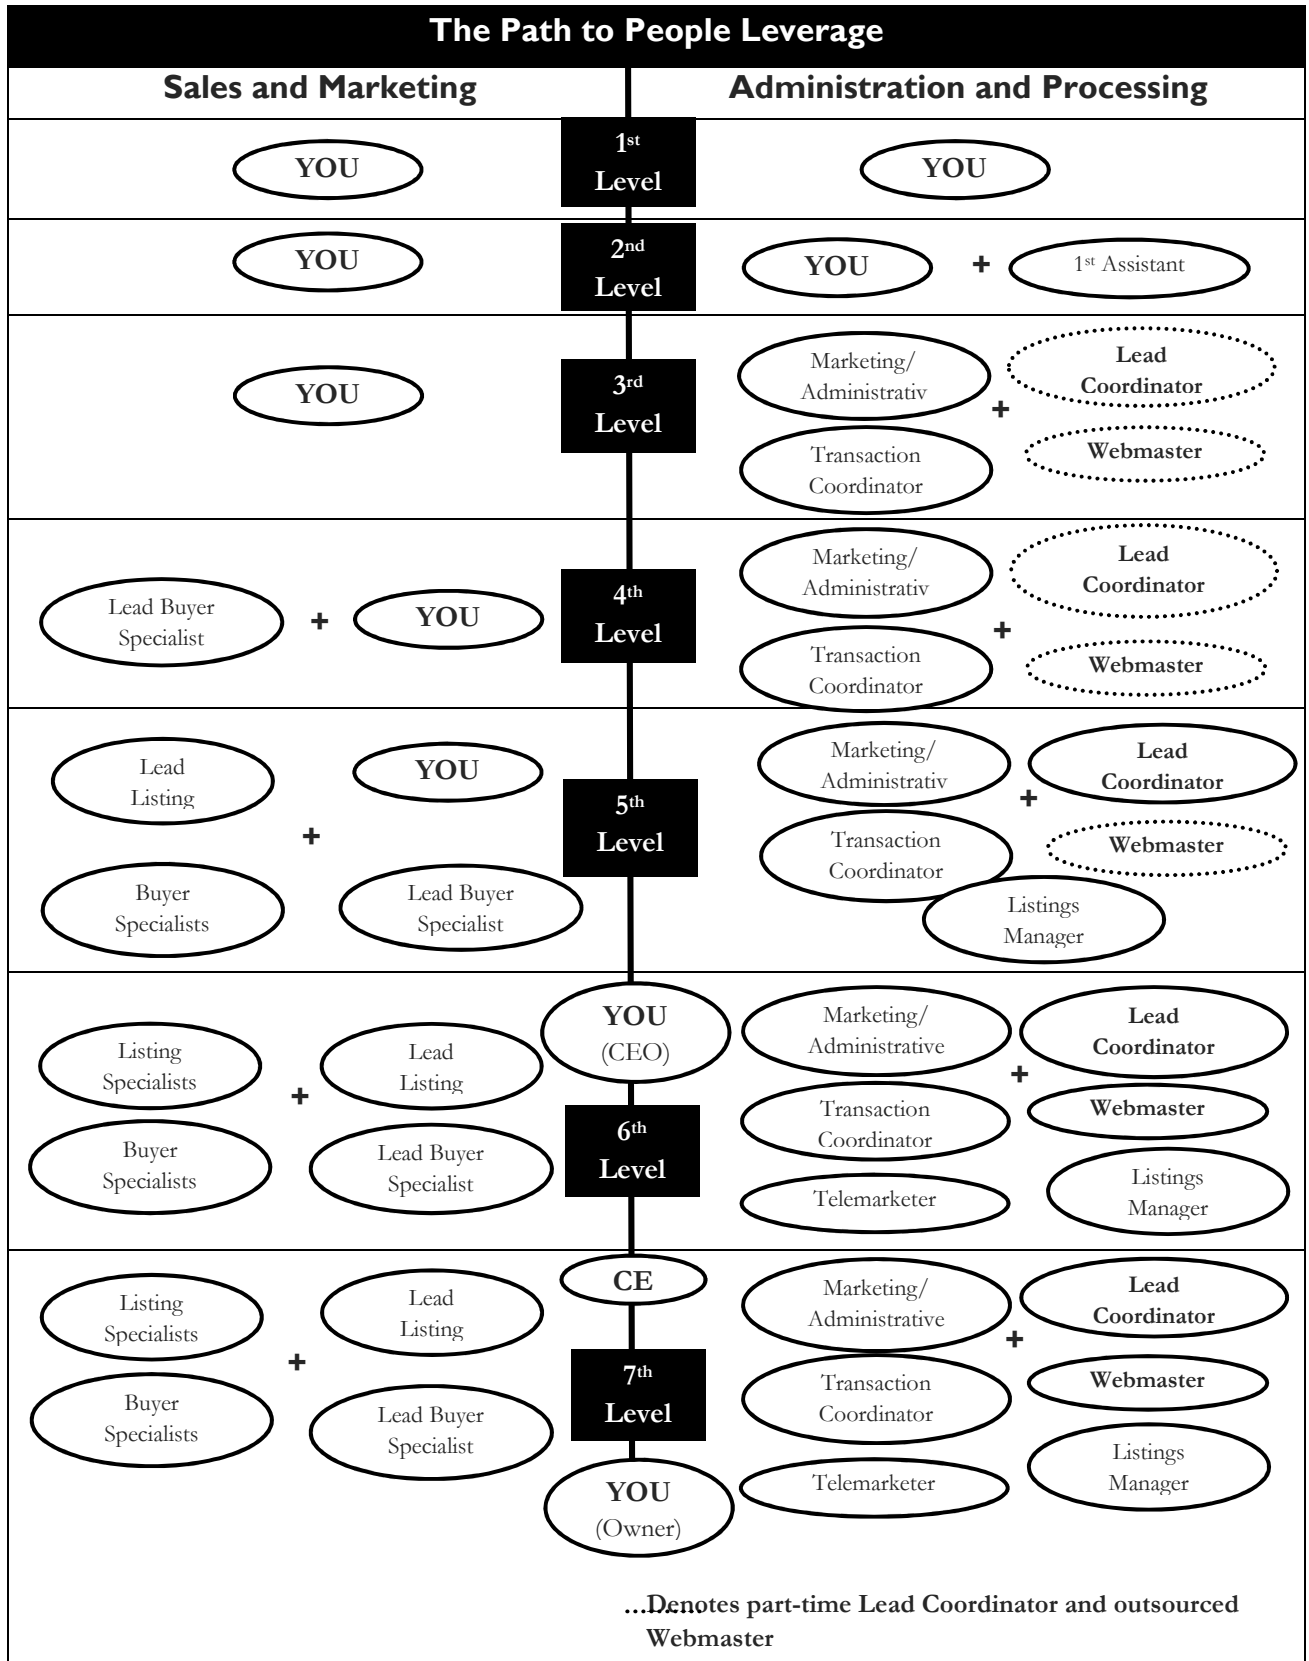 The Path to People Leverage
Sales and Marketing
Administration and Processing
YOU
1st
Level
YOU
YOU
2nd
Level
YOU
+
1st Assistant
YOU
3rd
Level
Marketing/
Administrativ
Transaction
Coordinator
+
Lead
Coordinator
Webmaster
Lead Buyer
Specialist
+
YOU
4th
Level
Marketing/
Administrativ
Transaction
Coordinator
+
Lead
Coordinator
Webmaster
Lead
Listing
Buyer
Specialists
+
YOU
Lead Buyer
Specialist
5th
Level
Marketing/
Administrativ
Transaction
Coordinator
+
Lead
Coordinator
Webmaster
Listings
Manager
Listing
Specialists
Buyer
Specialists
+
Lead
Listing
Lead Buyer
Specialist
YOU
(CEO)
6th
Level
Marketing/
Administrative
Transaction
Coordinator
Telemarketer
+
Lead
Coordinator
Webmaster
Listings
Manager
Listing
Specialists
Buyer
Specialists
+
Lead
Listing
Lead Buyer
Specialist
CE
7th
Level
YOU
(Owner)
Marketing/
Administrative
Transaction
Coordinator
Telemarketer
+
Lead
Coordinator
Webmaster
Listings
Manager
...Denotes part-time Lead Coordinator and outsourced
Webmaster